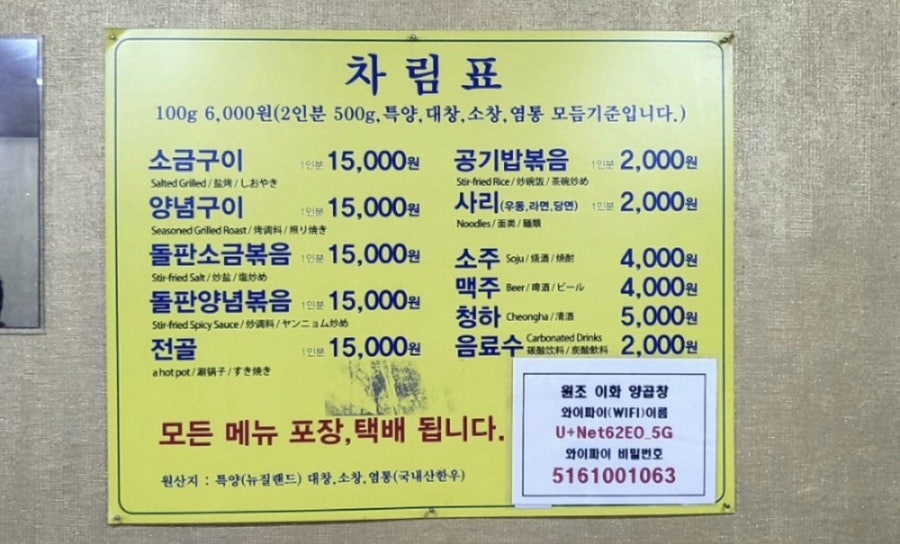 차림표
100g 6,000원(2인분 500g,특양,대창,소창,염통 모듬기준입니다.)
소금구이 1인분 15,000원
Salted Grilled / 盐烤 / しおやき
양념구이 1인분 15,000원
Seasoned Grilled Roast / 烤调料 / 照り焼き
돌판소금볶음 1인분 15,000원
Stir-fried Salt / 炒盐 / 塩炒め
돌판양념볶음 1인분 15,000원
Stir-fried Spicy Sauce / 炒调料 / ヤンニョム炒め
전골 1인분 15,000원
a hot pot / 涮锅子 / すき焼き
공기밥볶음 1인분 2,000원
Stir-fried Rice / 炒碗饭 / 茶碗炒め
사리(우동,라면,당면) 1인분 2,000원
Noodles / 面类 / 麺類
소주 Soju / 烧酒 / 焼酎 4,000원
맥주 Beer / 啤酒 / ビール 4,000원
청하 Cheongha / 清酒 5,000원
음료수 Carbonated Drinks 2,000원
碳酸饮料 / 炭酸飲料
모든 메뉴 포장,택배 됩니다.
원산지 : 특양(뉴질랜드) 대창,소창,염통(국내산한우)
원조 이화 양곱창
와이파이(WIFI)이름
U+Net62EO_5G
와이파이 비밀번호
5161001063